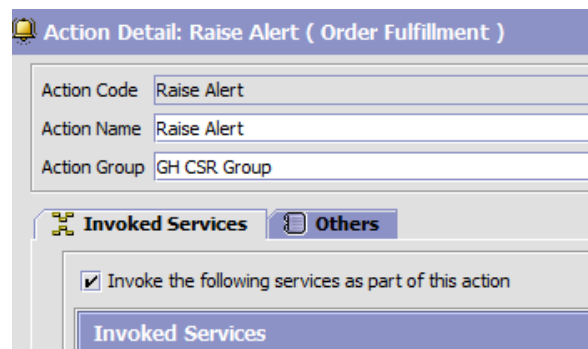 Action Detail: Raise Alert ( Order Fulfillment )
Action Code Raise Alert
Action Name Raise Alert
Action Group GH CSR Group
Invoked Services Others
Invoke the following services as part of this action
Invoked Services